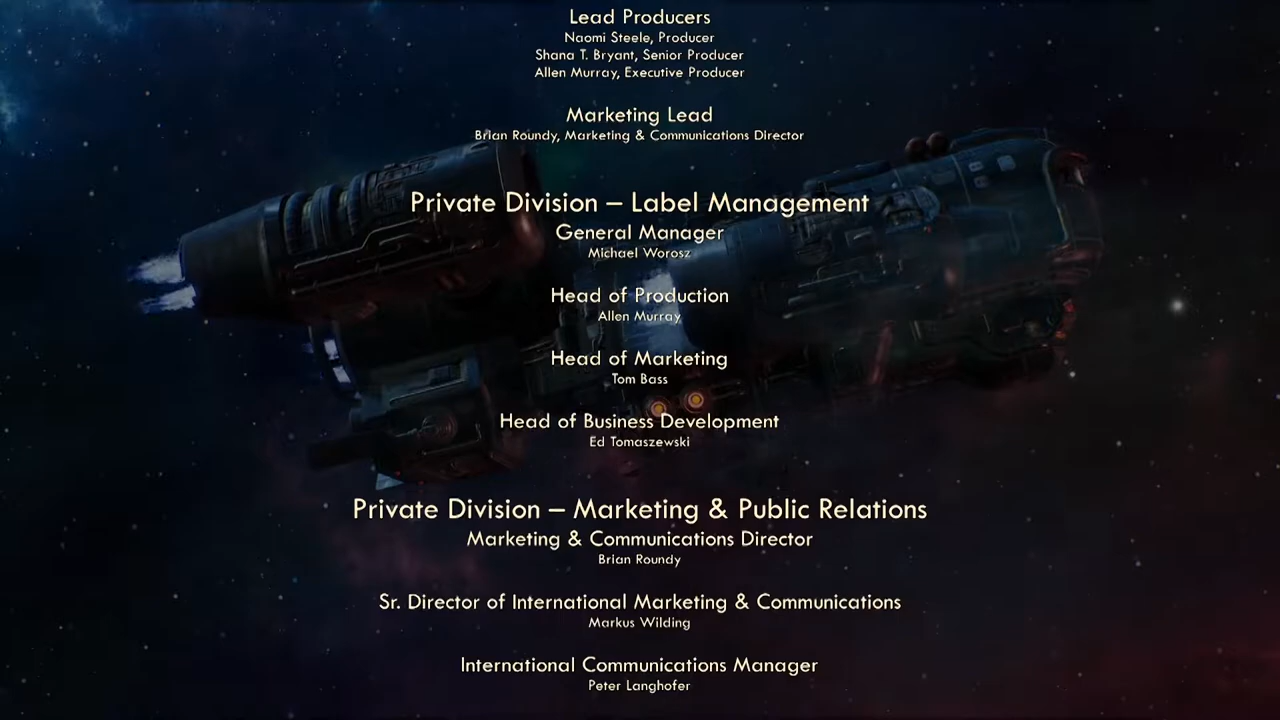 Lead Producers
Naomi Steele, Producer
Shana T. Bryant, Senior Producer
Allen Murray, Executive Producer
Marketing Lead
Brian Roundy, Marketing & Communications Director
Private Division – Label Management
General Manager
Michael Worosz
Head of Production
Allen Murray
Head of Marketing
Tom Bass
Head of Business Development
Ed Tomaszewski
Private Division – Marketing & Public Relations
Marketing & Communications Director
Brian Roundy
Sr. Director of International Marketing & Communications
Markus Wilding
International Communications Manager
Peter Langhofer